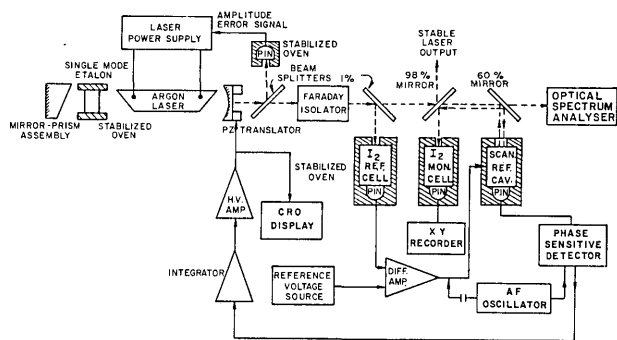 AMPLITUDE
ERROR SIGNAL
LASER
POWER SUPPLY
PIN
STABILIZED
OVEN
STABLE
LASER
OUTPUT
SINGLE MODE
ETALON
BEAM
SPLITTERS 1%
98 %
MIRROR
60 %
MIRROR
ARGON
LASER
FARADAY
ISOLATOR
OPTICAL
SPECTRUM
ANALYSER
MIRROR-PRISM
ASSEMBLY
STABILIZED
OVEN
PZ TRANSLATOR
STABILIZED
OVEN
I2
REF.
CELL
PIN
I2
MON.
CELL
PIN
SCAN.
REF.
CAV.
PIN
H.V.
AMP
CRO
DISPLAY
X Y
RECORDER
PHASE
SENSITIVE
DETECTOR
INTEGRATOR
REFERENCE
VOLTAGE
SOURCE
DIFF.
AMP.
AF
OSCILLATOR